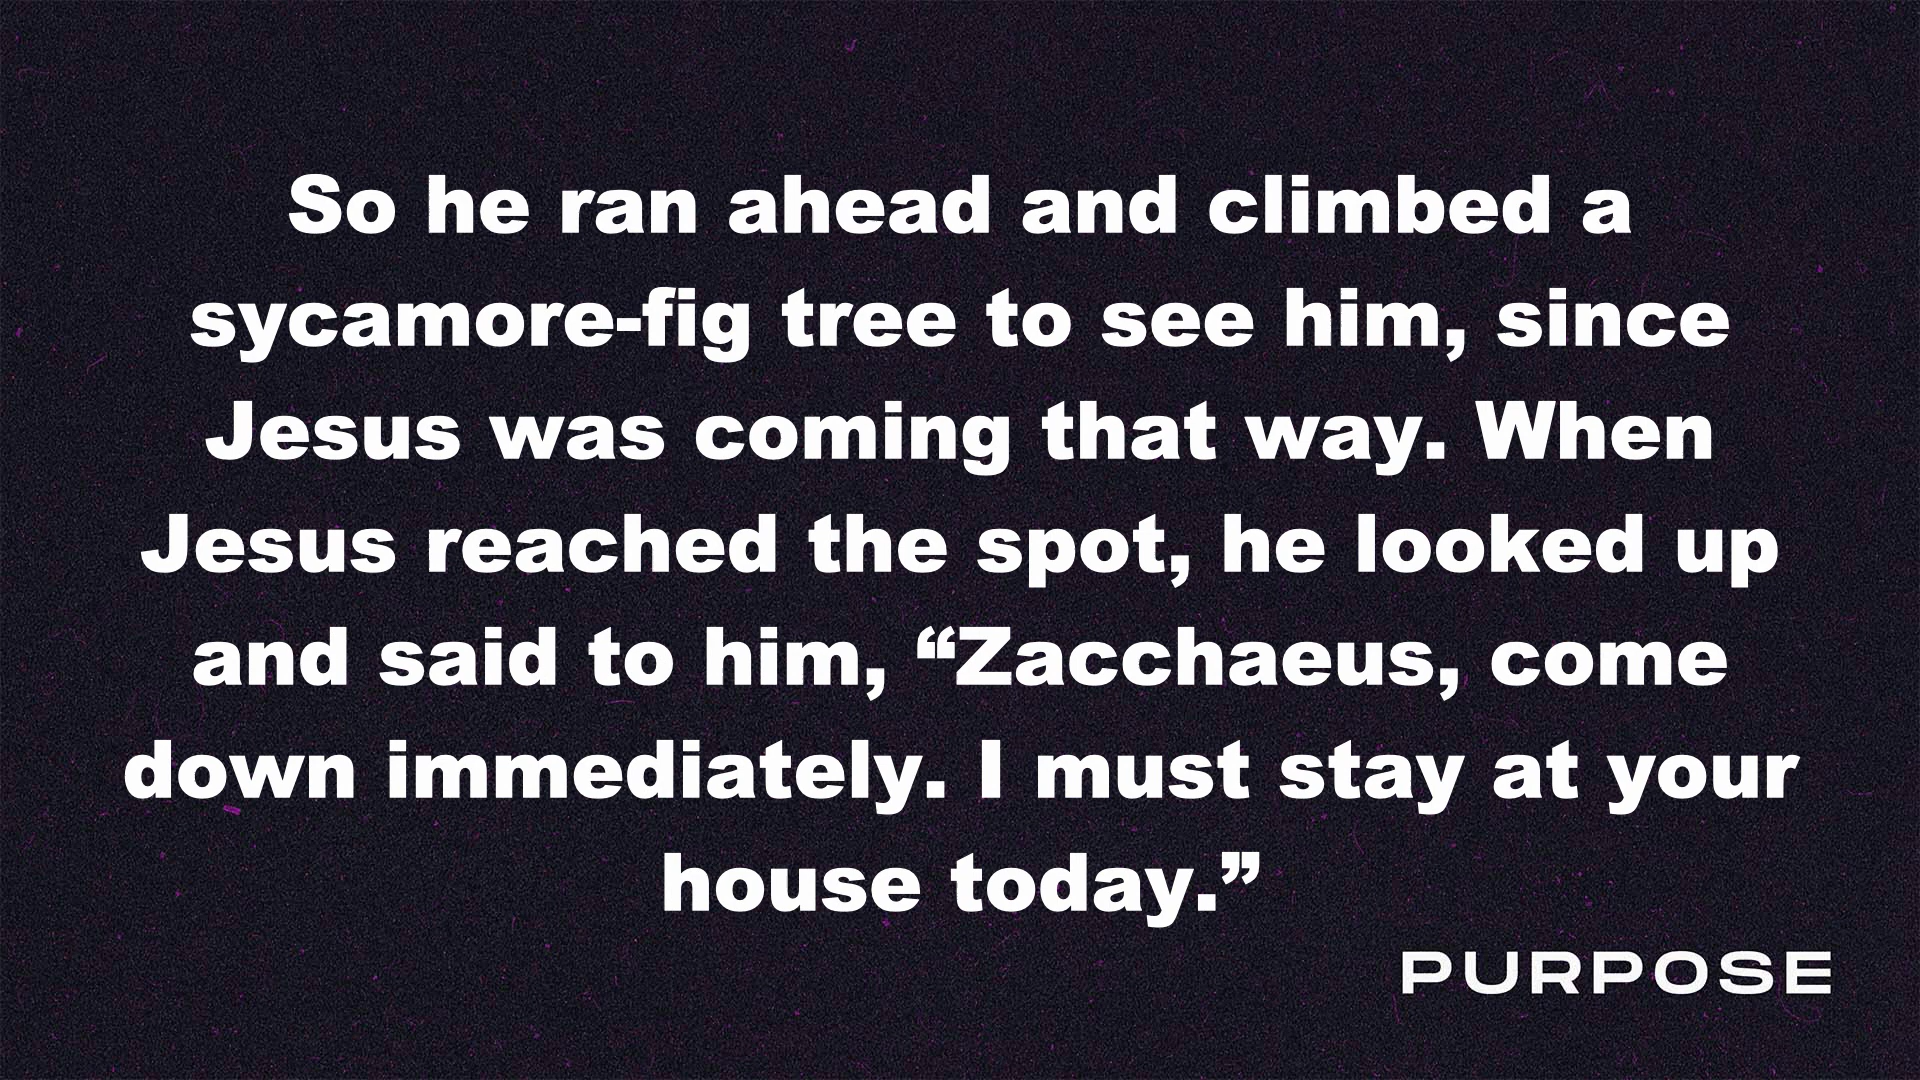 So he ran ahead and climbed a
sycamore-fig tree to see him, since
Jesus was coming that way. When
Jesus reached the spot, he looked up
and said to him, “Zacchaeus, come
down immediately. I must stay at your
house today.”
PURPOSE